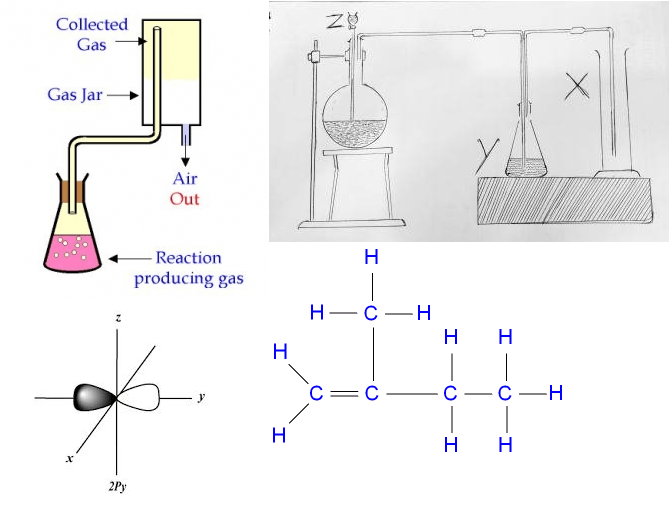 Collected
Gas
Gas Jar
Air
Out
Reaction
producing gas
Z
X
Y
z
y
x
2Py
H
H C H
H H H
C C C C H
H H H